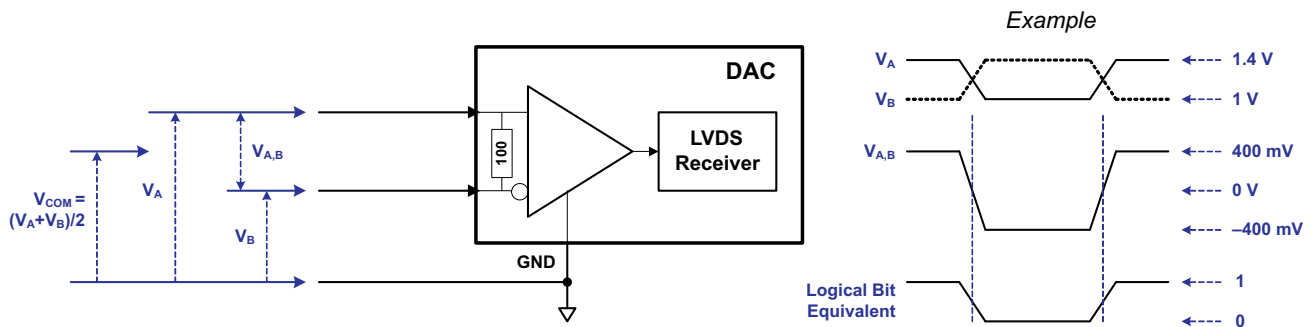 Example
DAC
V_A
1.4 V
V_B
1 V
LVDS
Receiver
100
V_A,B
V_COM =
(V_A+V_B)/2
V_A
V_B
GND
V_A,B
400 mV
0 V
–400 mV
Logical Bit
Equivalent
1
0